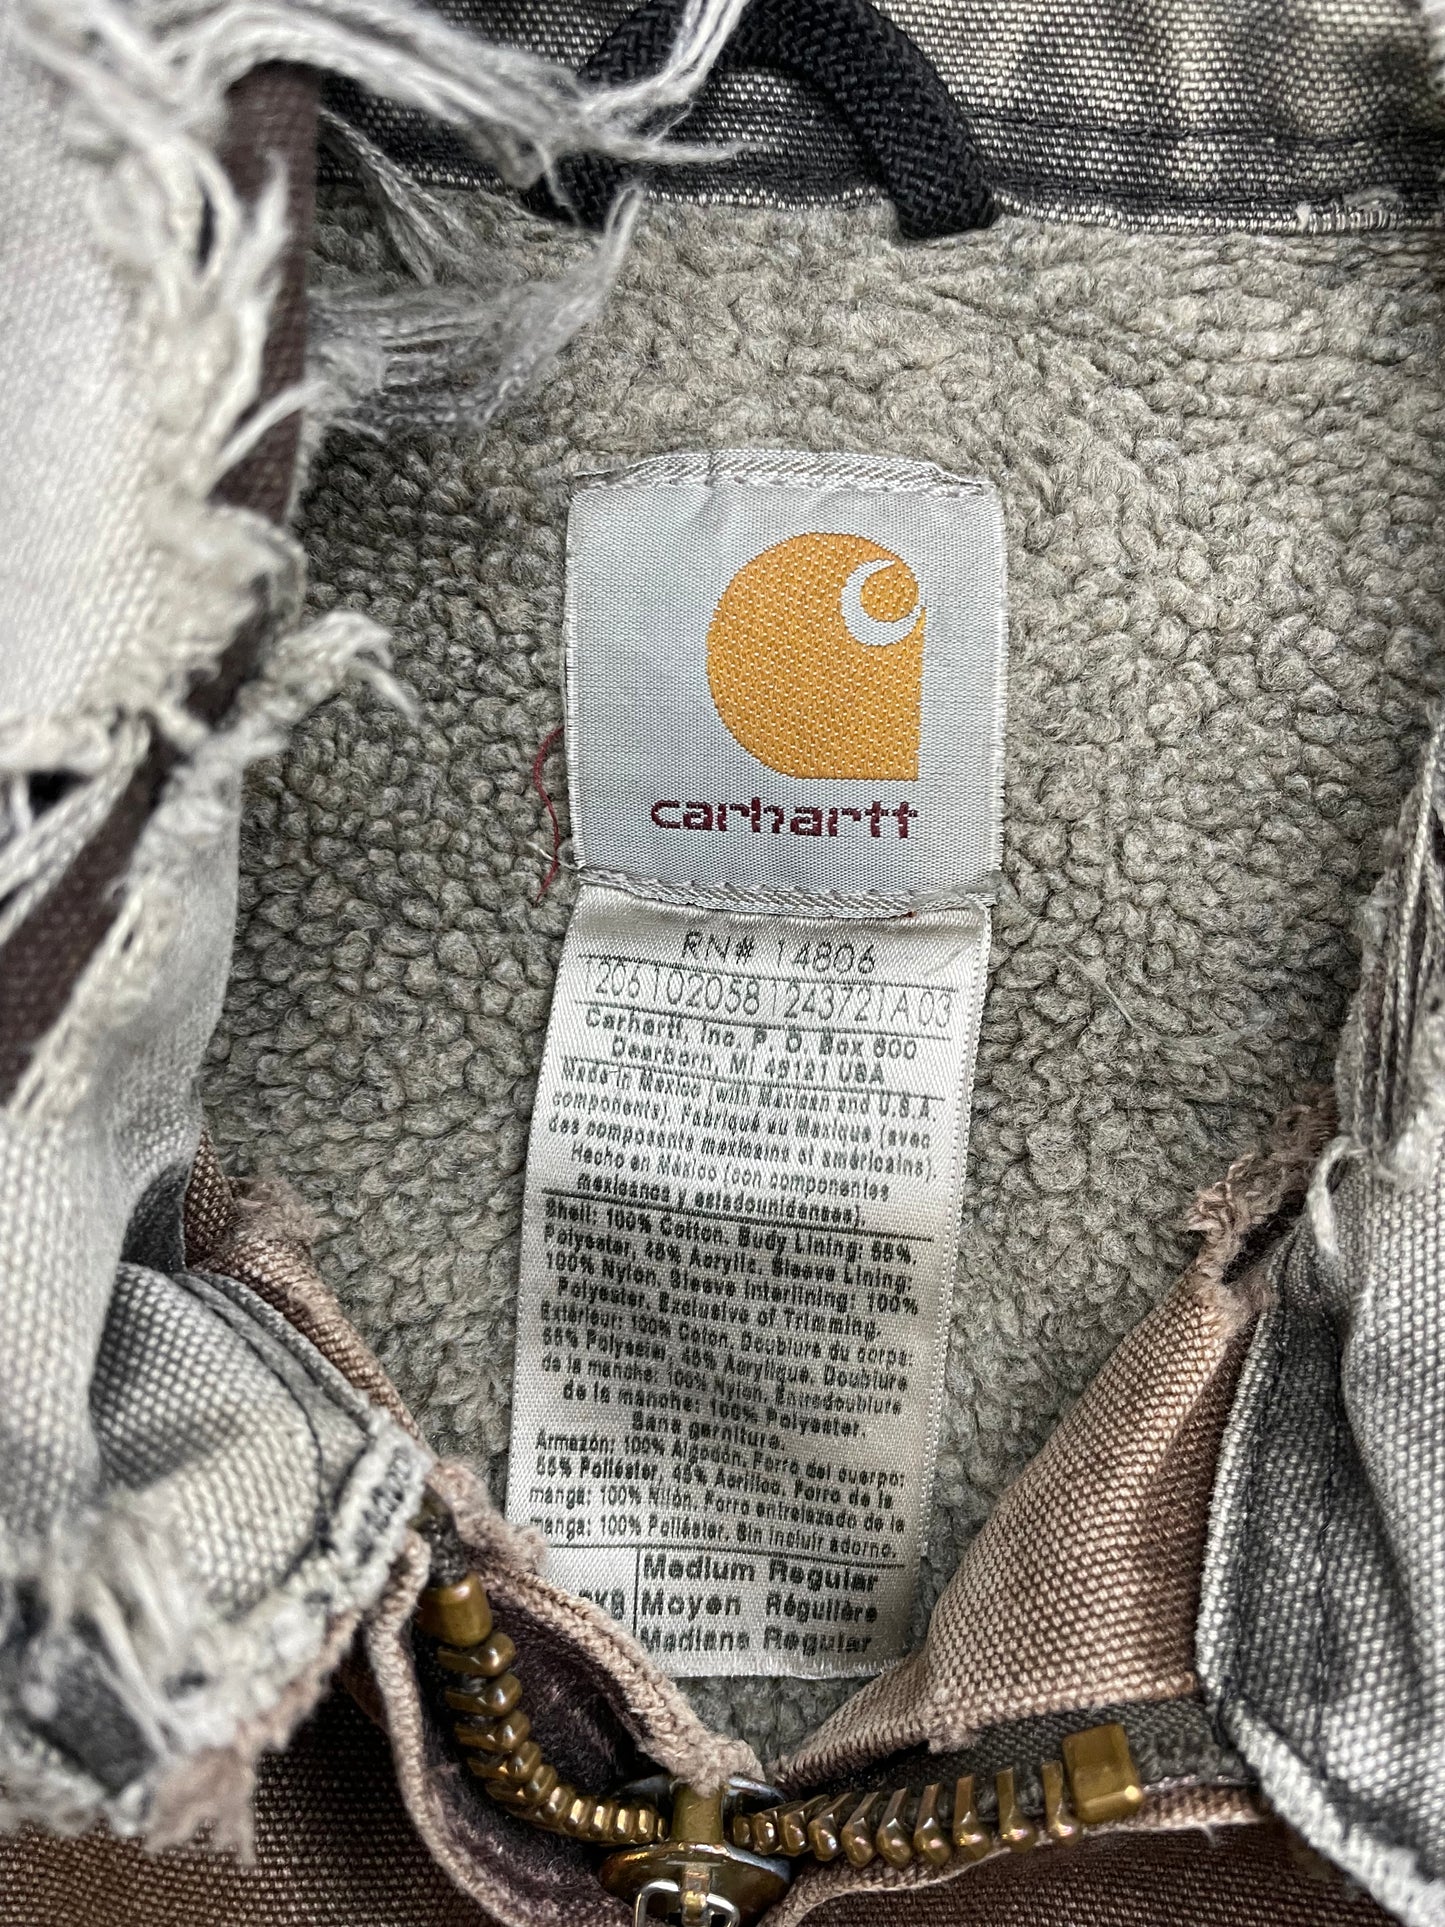 carhartt
RN# 14806
1206 102058 1243721A 03
Carhartt, Inc. P. O. Box 600
Dearborn, MI 48121 USA
Made in Mexico (with Mexican and U.S.A.
components). Fabriqué au Mexique (avec
des composants mexicains et américains).
Hecho en México (con componentes
mexicanos y estadounidenses).
Shell: 100% Cotton. Body Lining: 55%
Polyester, 45% Acrylic. Sleeve Lining:
100% Nylon. Sleeve Interlining: 100%
Polyester. Exclusive of Trimming.
Extérieur: 100% Coton. Doublure du corps:
55% Polyester, 45% Acrylique. Doublure
de la manche: 100% Nylon. Entredoublure
de la manche: 100% Polyester.
Sans garniture.
Armazón: 100% Algodón. Forro del cuerpo:
55% Poliéster, 45% Acrílico. Forro de la
manga: 100% Nilón. Forro entrelazado de la
manga: 100% Poliéster. Sin incluir adorno.
Medium Regular
Moyen Régulière
Mediano Regular